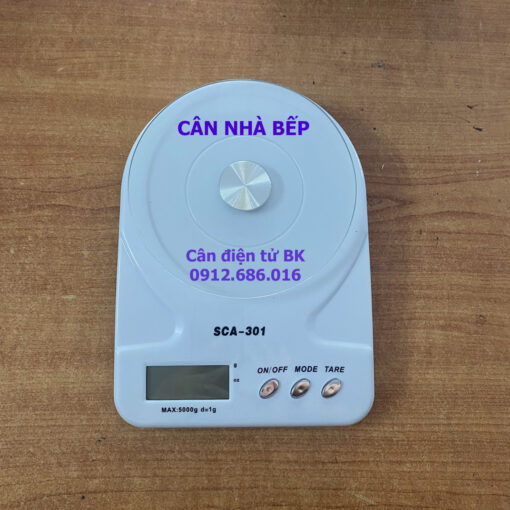 CÂN NHÀ BẾP
Cân điện tử BK
0912.686.016
SCA-301
g
ON/OFF MODE TARE
MAX:5000g d=1g